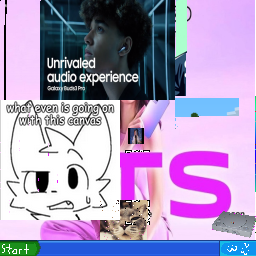 Unrivaled
audio experience
Galaxy Buds3 Pro
what even is going on
with this canvas
TS
Start